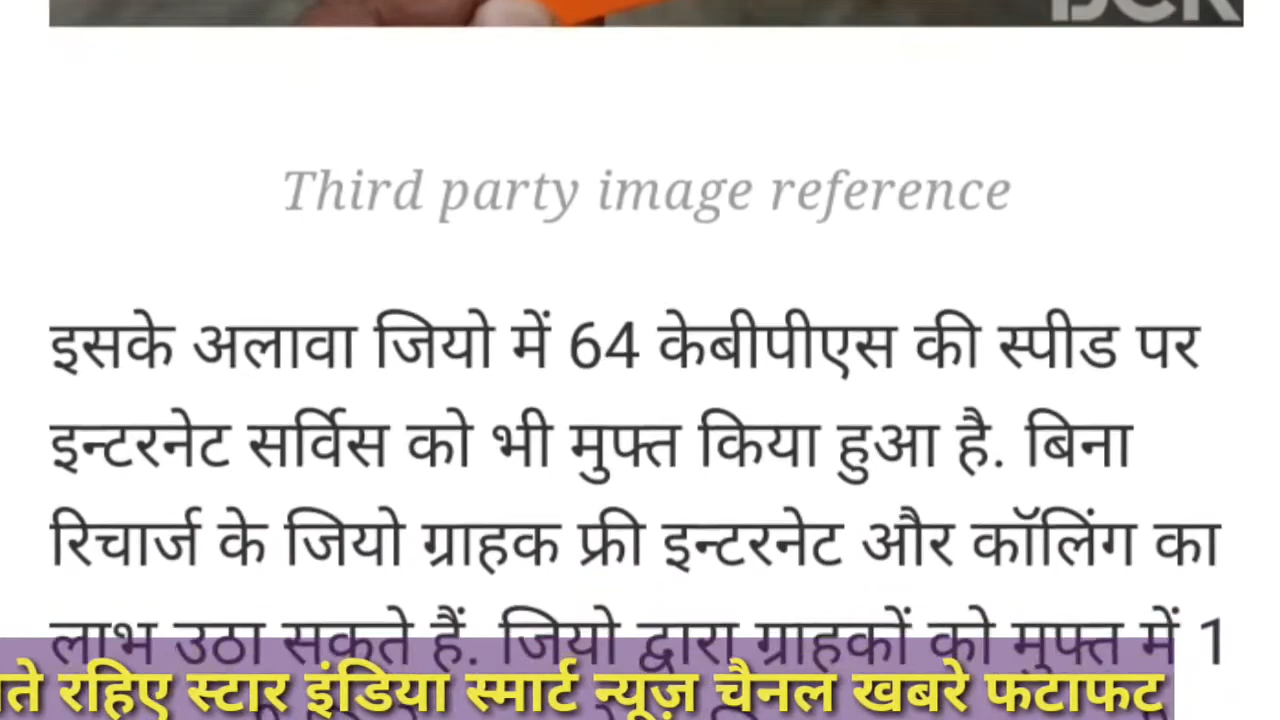 Third party image reference
इसके अलावा जियो में 64 केबीपीएस की स्पीड पर
इन्टरनेट सर्विस को भी मुफ्त किया हुआ है. बिना
रिचार्ज के जियो ग्राहक फ्री इन्टरनेट और कॉलिंग का
लाभ उठा सकते हैं. जियो द्वारा ग्राहकों को मुफ्त में 1
रहिए स्टार इंडिया स्मार्ट न्यूज़ चैनल खबरे फटाफट